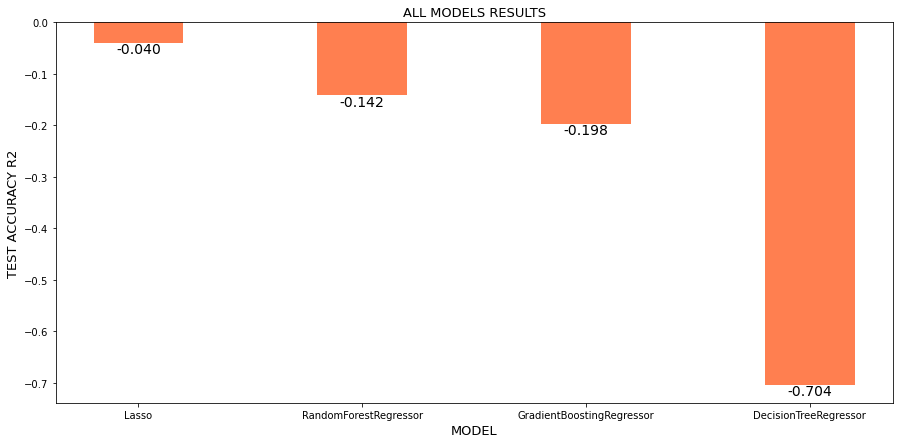 ALL MODELS RESULTS
TEST ACCURACY R2
0.0
−0.1
−0.2
−0.3
−0.4
−0.5
−0.6
−0.7
-0.040
-0.142
-0.198
-0.704
Lasso
RandomForestRegressor
GradientBoostingRegressor
DecisionTreeRegressor
MODEL